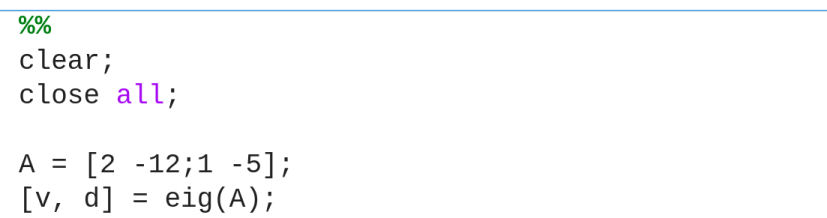 %%
clear;
close all;
A = [2 -12;1 -5];
[v, d] = eig(A);